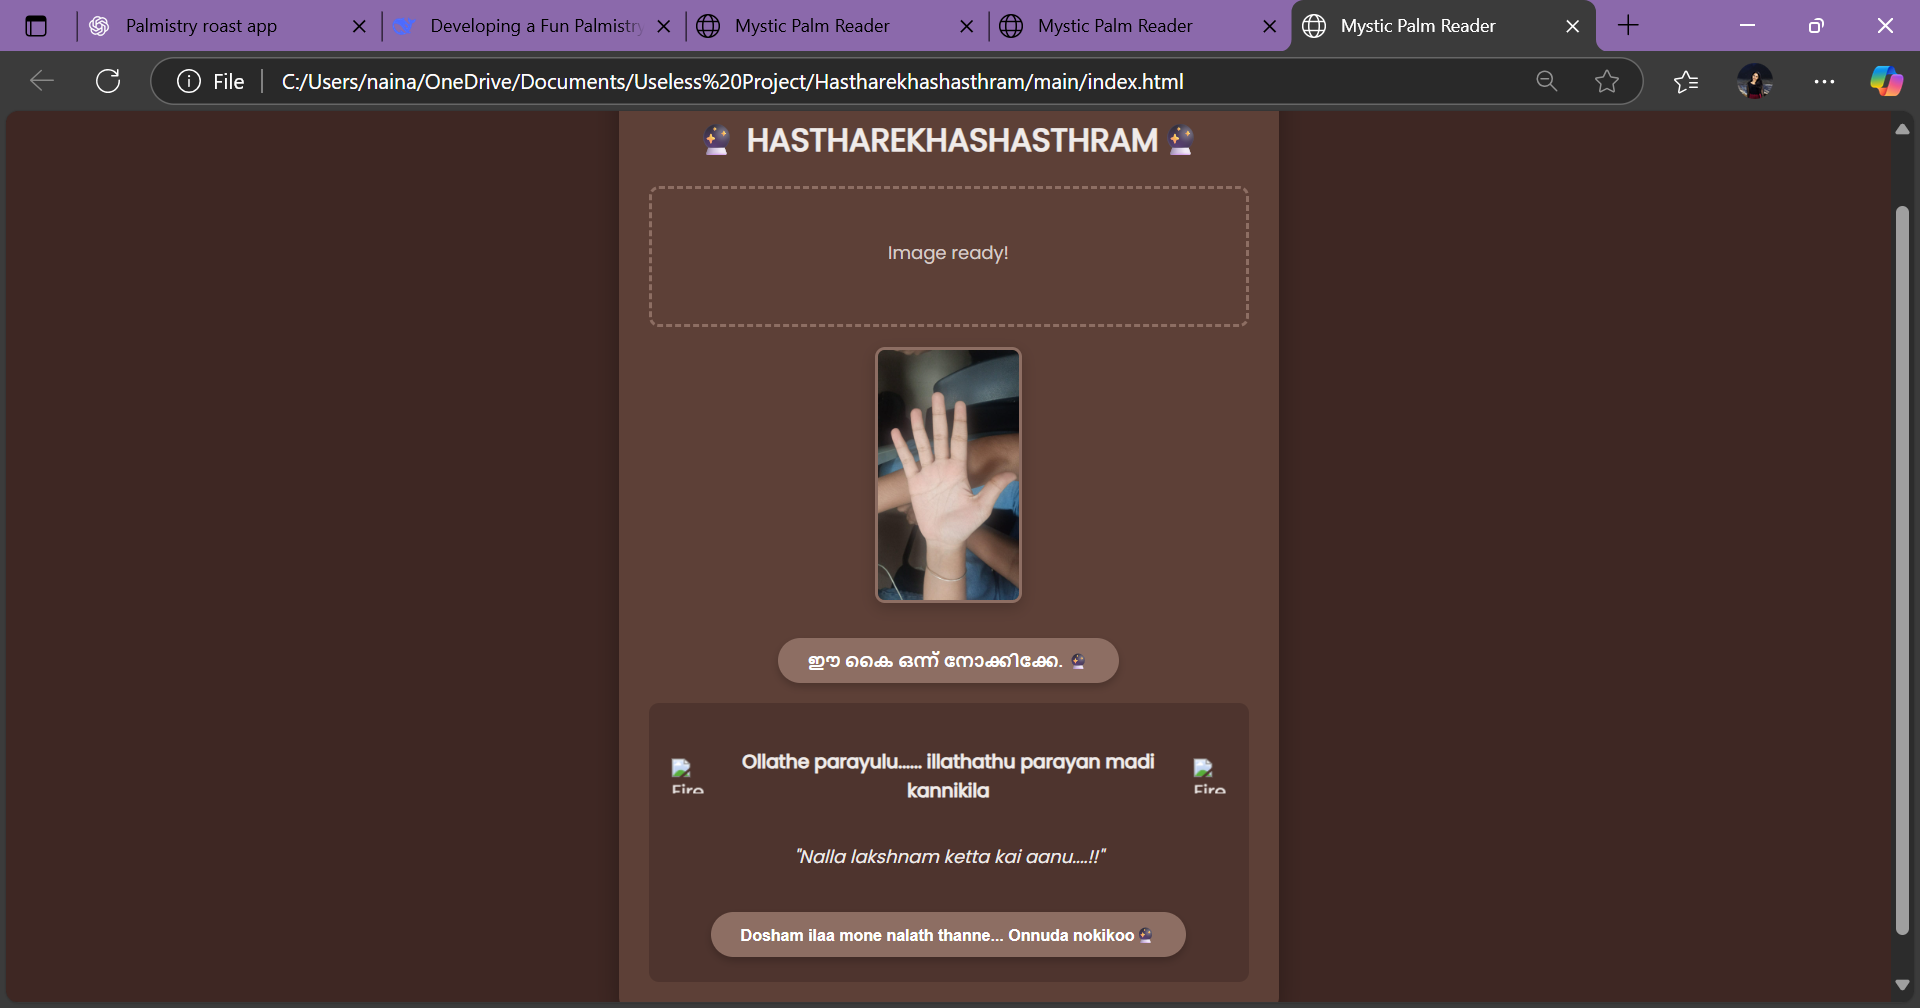 Palmistry roast app
Developing a Fun Palmistry
Mystic Palm Reader
Mystic Palm Reader
Mystic Palm Reader
File
C:/Users/naina/OneDrive/Documents/Useless%20Project/Hastharekhashasthram/main/index.html
🔮 HASTHAREKHASHASTHRAM 🔮
Image ready!
ഈ കൈ ഒന്ന് നോക്കിക്കേ. 🔮
Fire
Ollathe parayulu...... illathathu parayan madi
kannikila
Fire
"Nalla lakshnam ketta kai aanu....!!"
Dosham ilaa mone nalath thanne... Onnuda nokikoo🔮